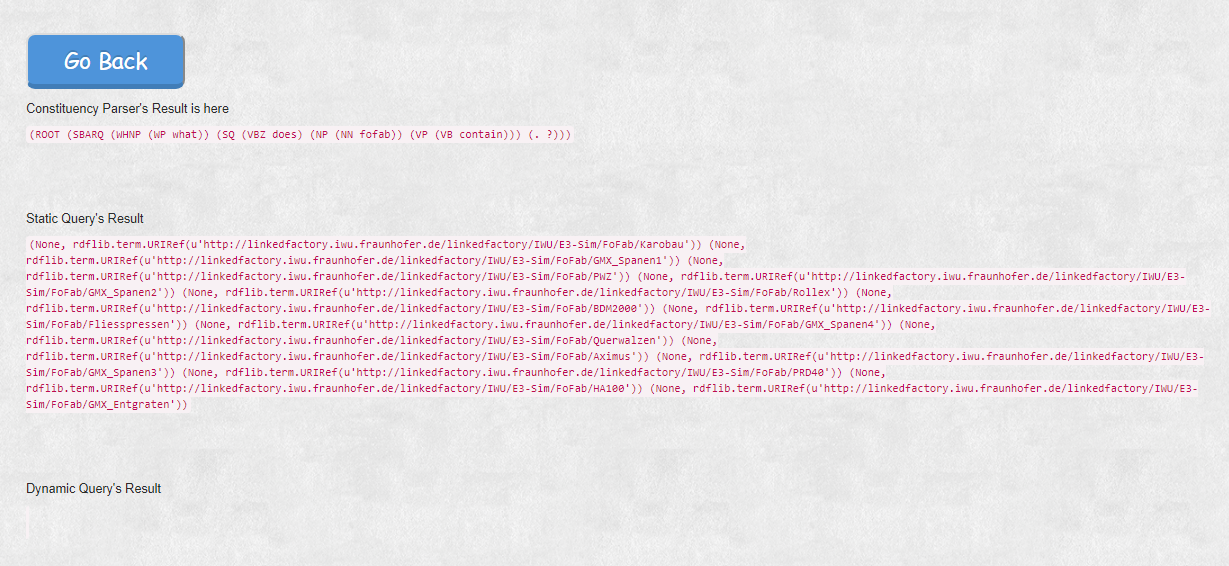 Go Back
Constituency Parser's Result is here
(ROOT (SBARQ (WHNP (WP what)) (SQ (VBZ does) (NP (NN fofab)) (VP (VB contain))) (. ?)))
Static Query's Result
(None, rdflib.term.URIRef(u'http://linkedfactory.iwu.fraunhofer.de/linkedfactory/IWU/E3-Sim/FoFab/Karobau')) (None,
rdflib.term.URIRef(u'http://linkedfactory.iwu.fraunhofer.de/linkedfactory/IWU/E3-Sim/FoFab/GMX_Spanen1')) (None,
rdflib.term.URIRef(u'http://linkedfactory.iwu.fraunhofer.de/linkedfactory/IWU/E3-Sim/FoFab/PWZ')) (None, rdflib.term.URIRef(u'http://linkedfactory.iwu.fraunhofer.de/linkedfactory/IWU/E3-
Sim/FoFab/GMX_Spanen2')) (None, rdflib.term.URIRef(u'http://linkedfactory.iwu.fraunhofer.de/linkedfactory/IWU/E3-Sim/FoFab/Rollex')) (None,
rdflib.term.URIRef(u'http://linkedfactory.iwu.fraunhofer.de/linkedfactory/IWU/E3-Sim/FoFab/BDM2000')) (None, rdflib.term.URIRef(u'http://linkedfactory.iwu.fraunhofer.de/linkedfactory/IWU/E3-
Sim/FoFab/Fliesspressen')) (None, rdflib.term.URIRef(u'http://linkedfactory.iwu.fraunhofer.de/linkedfactory/IWU/E3-Sim/FoFab/GMX_Spanen4')) (None,
rdflib.term.URIRef(u'http://linkedfactory.iwu.fraunhofer.de/linkedfactory/IWU/E3-Sim/FoFab/Querwalzen')) (None,
rdflib.term.URIRef(u'http://linkedfactory.iwu.fraunhofer.de/linkedfactory/IWU/E3-Sim/FoFab/Aximus')) (None, rdflib.term.URIRef(u'http://linkedfactory.iwu.fraunhofer.de/linkedfactory/IWU/E3-
Sim/FoFab/GMX_Spanen3')) (None, rdflib.term.URIRef(u'http://linkedfactory.iwu.fraunhofer.de/linkedfactory/IWU/E3-Sim/FoFab/PRD40')) (None,
rdflib.term.URIRef(u'http://linkedfactory.iwu.fraunhofer.de/linkedfactory/IWU/E3-Sim/FoFab/HA100')) (None, rdflib.term.URIRef(u'http://linkedfactory.iwu.fraunhofer.de/linkedfactory/IWU/E3-
Sim/FoFab/GMX_Entgraten'))
Dynamic Query's Result